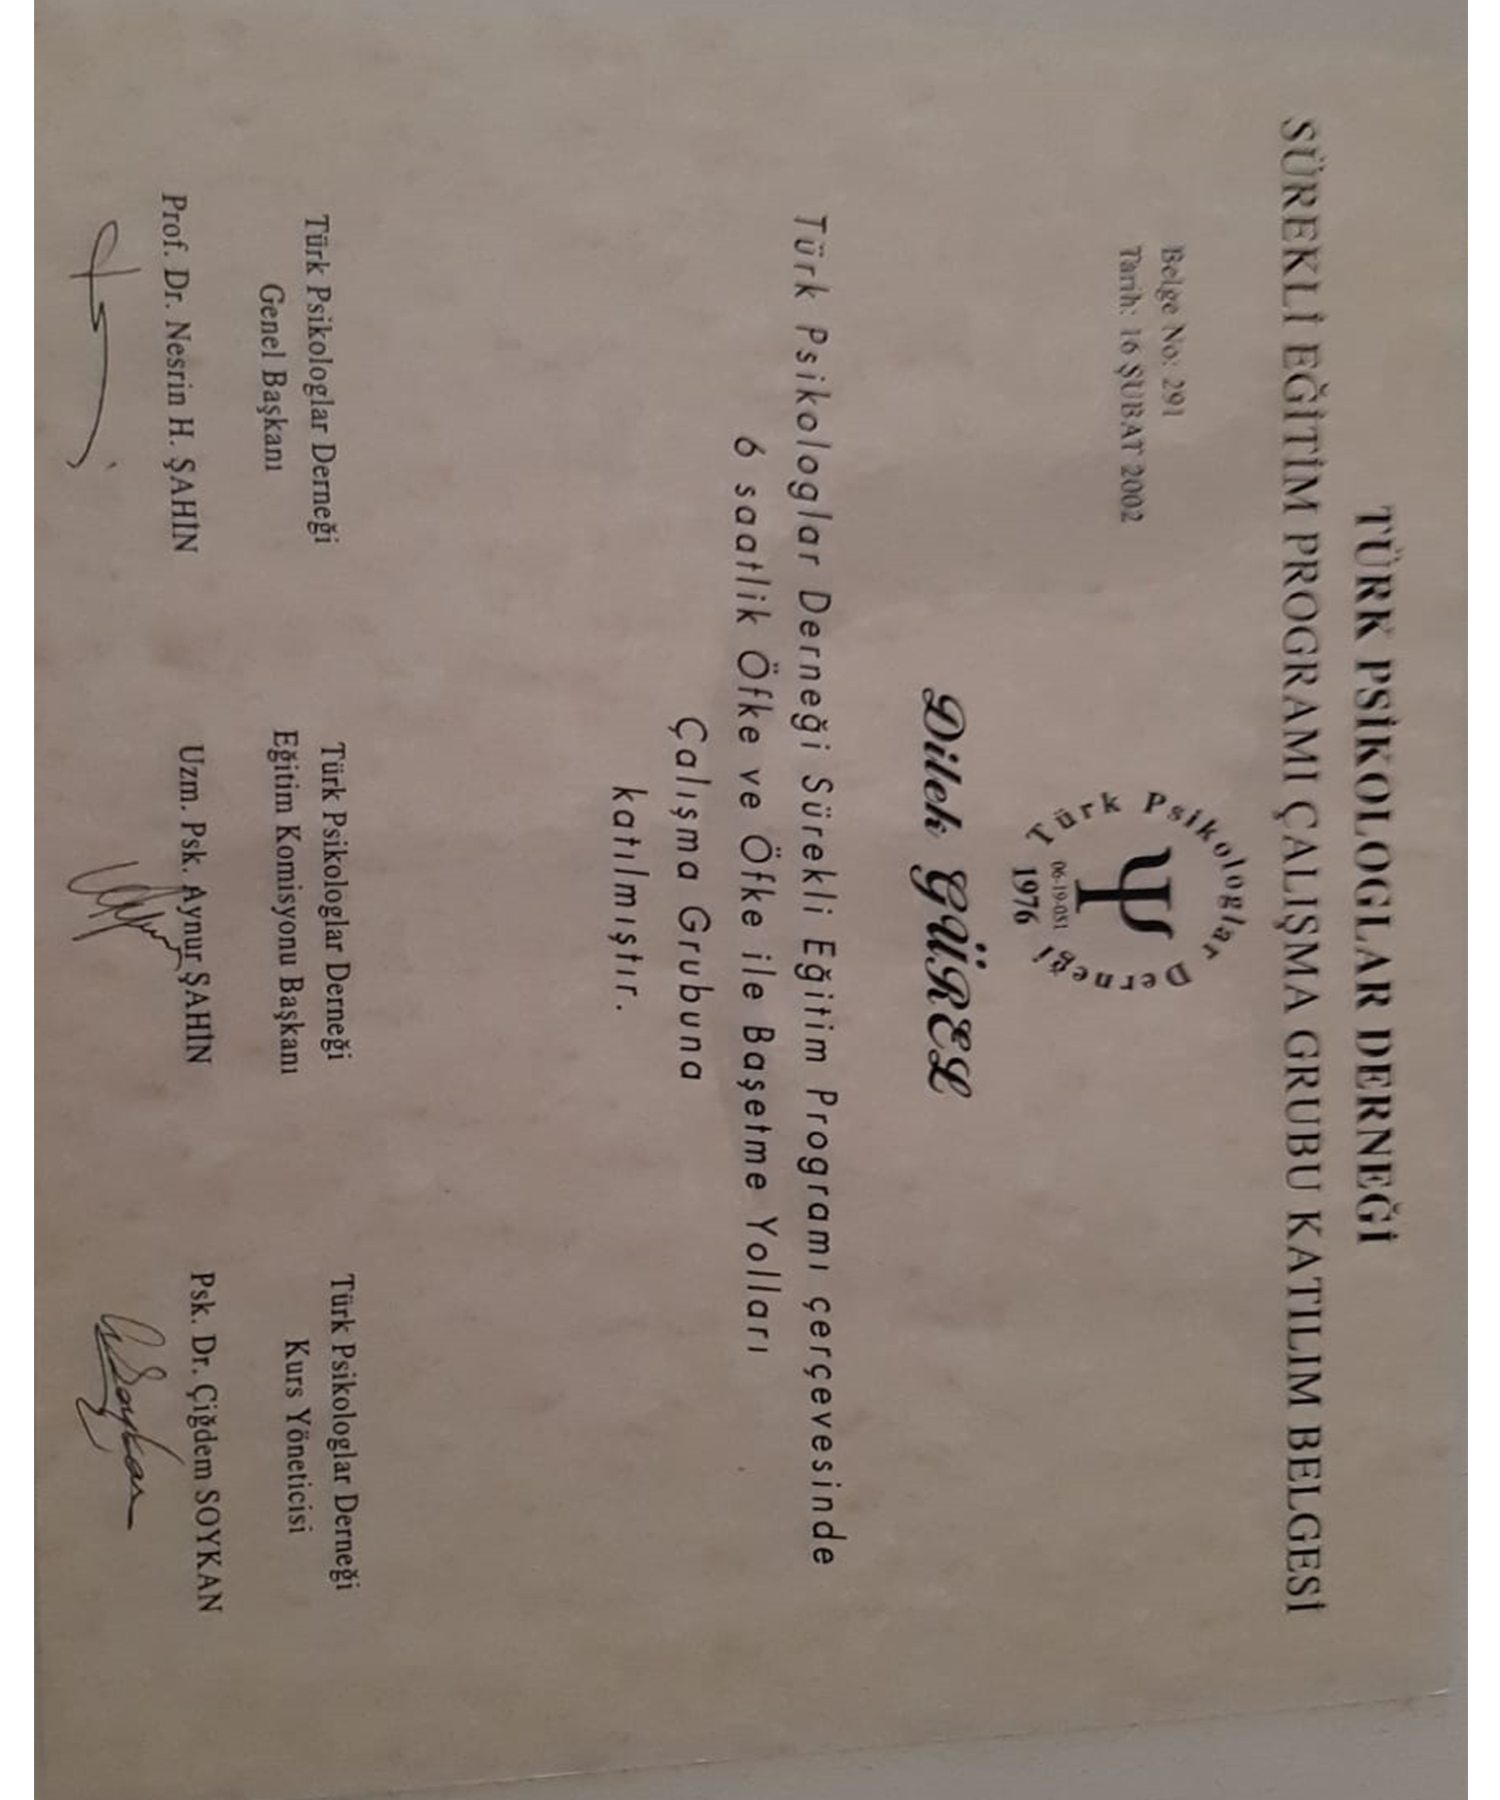 TÜRK PSİKOLOGLAR DERNEĞİ
SÜREKLİ EĞİTİM PROGRAMI ÇALIŞMA GRUBU KATILIM BELGESİ
Belge No: 291
Tarih: 16 ŞUBAT 2002
Türk Psikologlar Derneği
Ψ
06-19-051
1976
Dilek GÜREL
Türk Psikologlar Derneği Sürekli Eğitim Programı çerçevesinde
6 saatlik Öfke ve Öfke ile Başetme Yolları
Çalışma Grubuna
katılmıştır.
Türk Psikologlar Derneği
Genel Başkanı
Prof. Dr. Nesrin H. ŞAHİN
Türk Psikologlar Derneği
Eğitim Komisyonu Başkanı
Uzm. Psk. Aynur ŞAHİN
Türk Psikologlar Derneği
Kurs Yöneticisi
Psk. Dr. Çiğdem SOYKAN